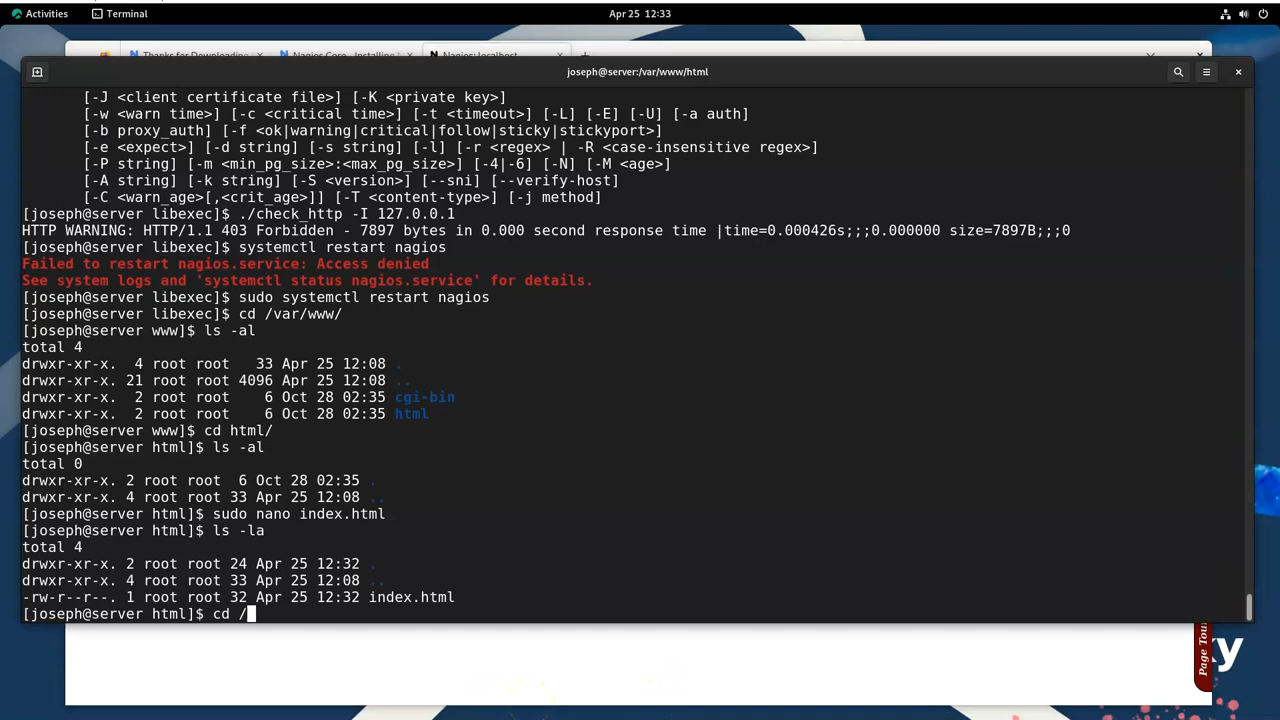 Activities Terminal Apr 25 12:33
Thanks for Downloading Nagios Core - Installing Nagios: localhost
joseph@server:/var/www/html
[-J <client certificate file>] [-K <private key>]
[-w <warn time>] [-c <critical time>] [-t <timeout>] [-L] [-E] [-U] [-a auth]
[-b proxy_auth] [-f <ok|warning|critical|follow|sticky|stickyport>]
[-e <expect>] [-d string] [-s string] [-l] [-r <regex> | -R <case-insensitive regex>]
[-P string] [-m <min_pg_size>:<max_pg_size>] [-4|-6] [-N] [-M <age>]
[-A string] [-k string] [-S <version>] [--sni] [--verify-host]
[-C <warn_age>[,<crit_age>]] [-T <content-type>] [-j method]
[joseph@server libexec]$ ./check_http -I 127.0.0.1
HTTP WARNING: HTTP/1.1 403 Forbidden - 7897 bytes in 0.000 second response time |time=0.000426s;;;0.000000 size=7897B;;;0
[joseph@server libexec]$ systemctl restart nagios
Failed to restart nagios.service: Access denied
See system logs and 'systemctl status nagios.service' for details.
[joseph@server libexec]$ sudo systemctl restart nagios
[joseph@server libexec]$ cd /var/www/
[joseph@server www]$ ls -al
total 4
drwxr-xr-x. 4 root root 33 Apr 25 12:08 .
drwxr-xr-x. 21 root root 4096 Apr 25 12:08 ..
drwxr-xr-x. 2 root root 6 Oct 28 02:35 cgi-bin
drwxr-xr-x. 2 root root 6 Oct 28 02:35 html
[joseph@server www]$ cd html/
[joseph@server html]$ ls -al
total 0
drwxr-xr-x. 2 root root 6 Oct 28 02:35 .
drwxr-xr-x. 4 root root 33 Apr 25 12:08 ..
[joseph@server html]$ sudo nano index.html
[joseph@server html]$ ls -la
total 4
drwxr-xr-x. 2 root root 24 Apr 25 12:32 .
drwxr-xr-x. 4 root root 33 Apr 25 12:08 ..
-rw-r--r--. 1 root root 32 Apr 25 12:32 index.html
[joseph@server html]$ cd /
Page Tour
xy